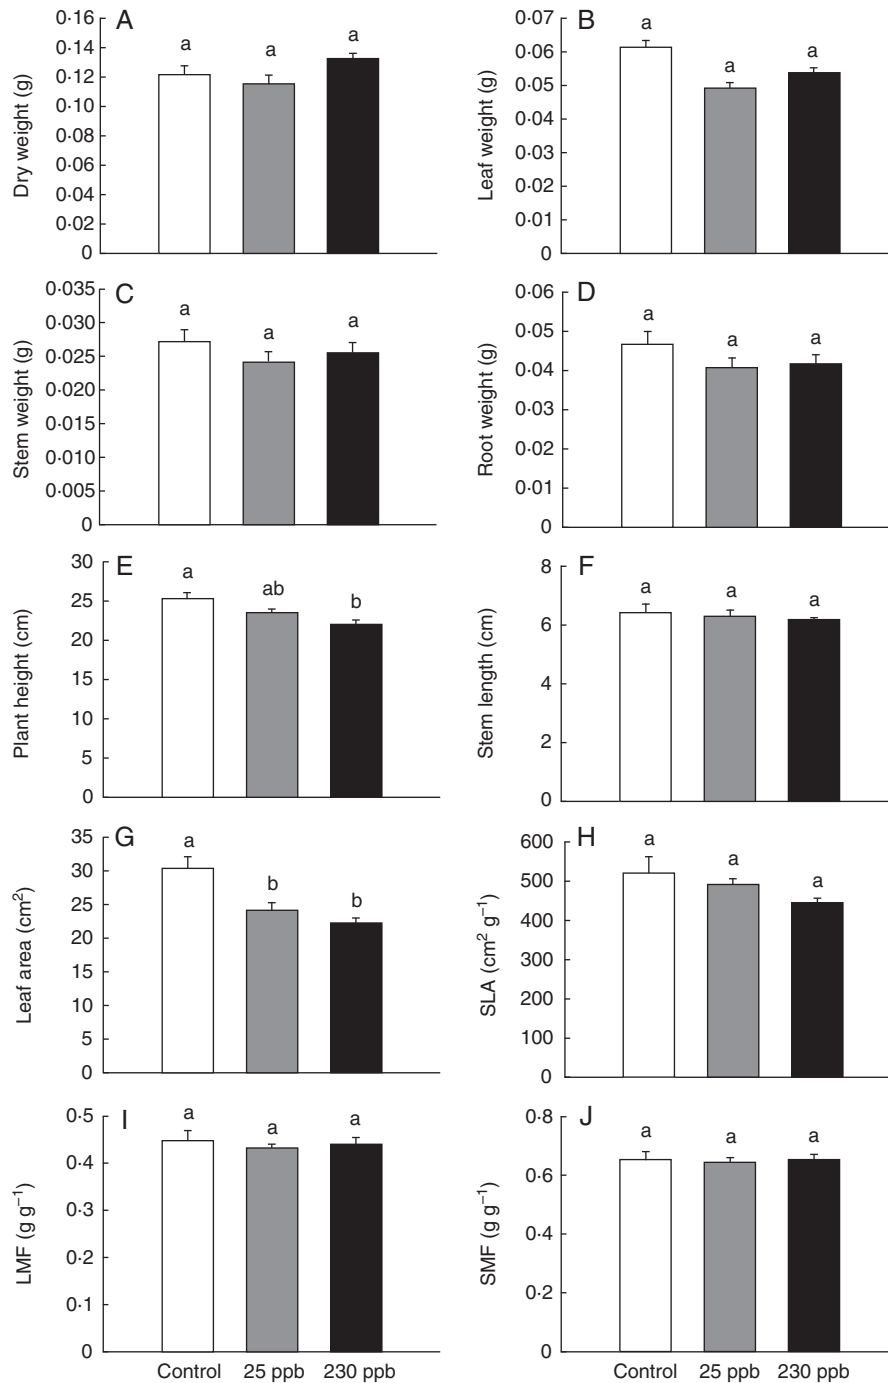 A
Dry weight (g)
0·16
0·14
0·12
0·10
0·08
0·06
0·04
0·02
0
a
a
a
B
Leaf weight (g)
0·07
0·06
0·05
0·04
0·03
0·02
0·01
0
a
a
a
C
Stem weight (g)
0·035
0·030
0·025
0·020
0·015
0·010
0·005
0
a
a
a
D
Root weight (g)
0·06
0·05
0·04
0·03
0·02
0·01
0
a
a
a
E
Plant height (cm)
30
25
20
15
10
5
0
a
ab
b
F
Stem length (cm)
8
6
4
2
0
a
a
a
G
Leaf area (cm²)
35
30
25
20
15
10
5
0
a
b
b
H
SLA (cm² g⁻¹)
600
500
400
300
200
100
0
a
a
a
I
LMF (g g⁻¹)
0·5
0·4
0·3
0·2
0·1
0
a
a
a
Control 25 ppb 230 ppb
J
SMF (g g⁻¹)
0·8
0·6
0·4
0·2
0
a
a
a
Control 25 ppb 230 ppb